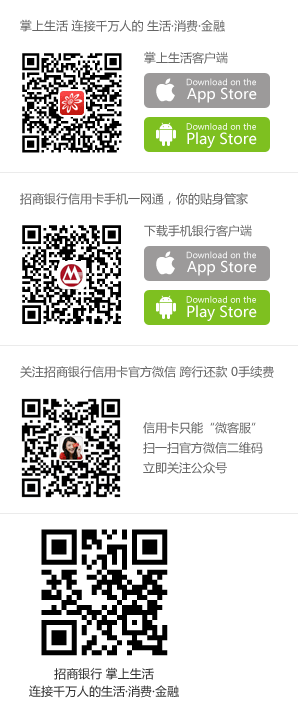 掌上生活 连接千万人的 生活·消费·金融
掌上生活客户端
Download on the
App Store
Download on the
Play Store
招商银行信用卡手机一网通，你的贴身管家
下载手机银行客户端
Download on the
App Store
Download on the
Play Store
关注招商银行信用卡官方微信 跨行还款 0手续费
信用卡只能“微客服”
扫一扫官方微信二维码
立即关注公众号
招商银行 掌上生活
连接千万人的生活·消费·金融